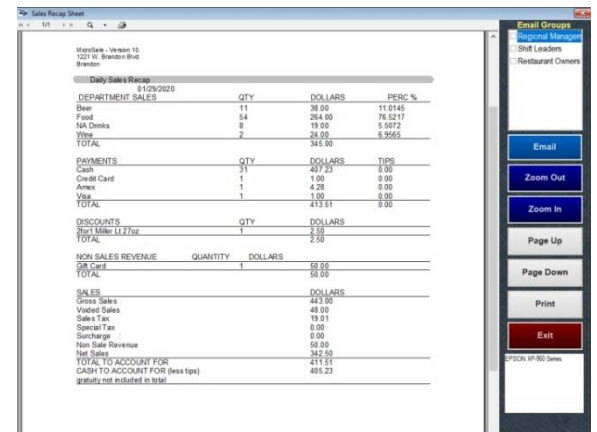 Sales Recap Sheet
1/1
MicroSale - Version 10
1221 W. Brandon Blvd.
Brandon
Daily Sales Recap
01/29/2020
DEPARTMENT SALES QTY DOLLARS PERC %
Beer 11 38.00 11.0145
Food 54 264.00 76.5217
NA Drinks 8 19.00 5.5072
Wine 2 24.00 6.9565
TOTAL 345.00
PAYMENTS QTY DOLLARS TIPS
Cash 31 407.23 0.00
Credit Card 1 1.00 0.00
Amex 1 4.28 0.00
Visa 1 1.00 0.00
TOTAL 413.51 0.00
DISCOUNTS QTY DOLLARS
2for1 Miller Lt 27oz 1 2.50
TOTAL 2.50
NON SALES REVENUE QUANTITY DOLLARS
Gift Card 1 50.00
TOTAL 50.00
SALES DOLLARS
Gross Sales 443.00
Voided Sales 48.00
Sales Tax 19.01
Special Tax 0.00
Surcharge : 0.00
Non Sale Revenue 50.00
Net Sales 342.50
TOTAL TO ACCOUNT FOR 411.51
CASH TO ACCOUNT FOR (less tips) 405.23
gratuity not included in total
Email Groups
Regional Managen
Shift Leaders
Restaurant Owners
Email
Zoom Out
Zoom In
Page Up
Page Down
Print
Exit
EPSON XP-960 Series